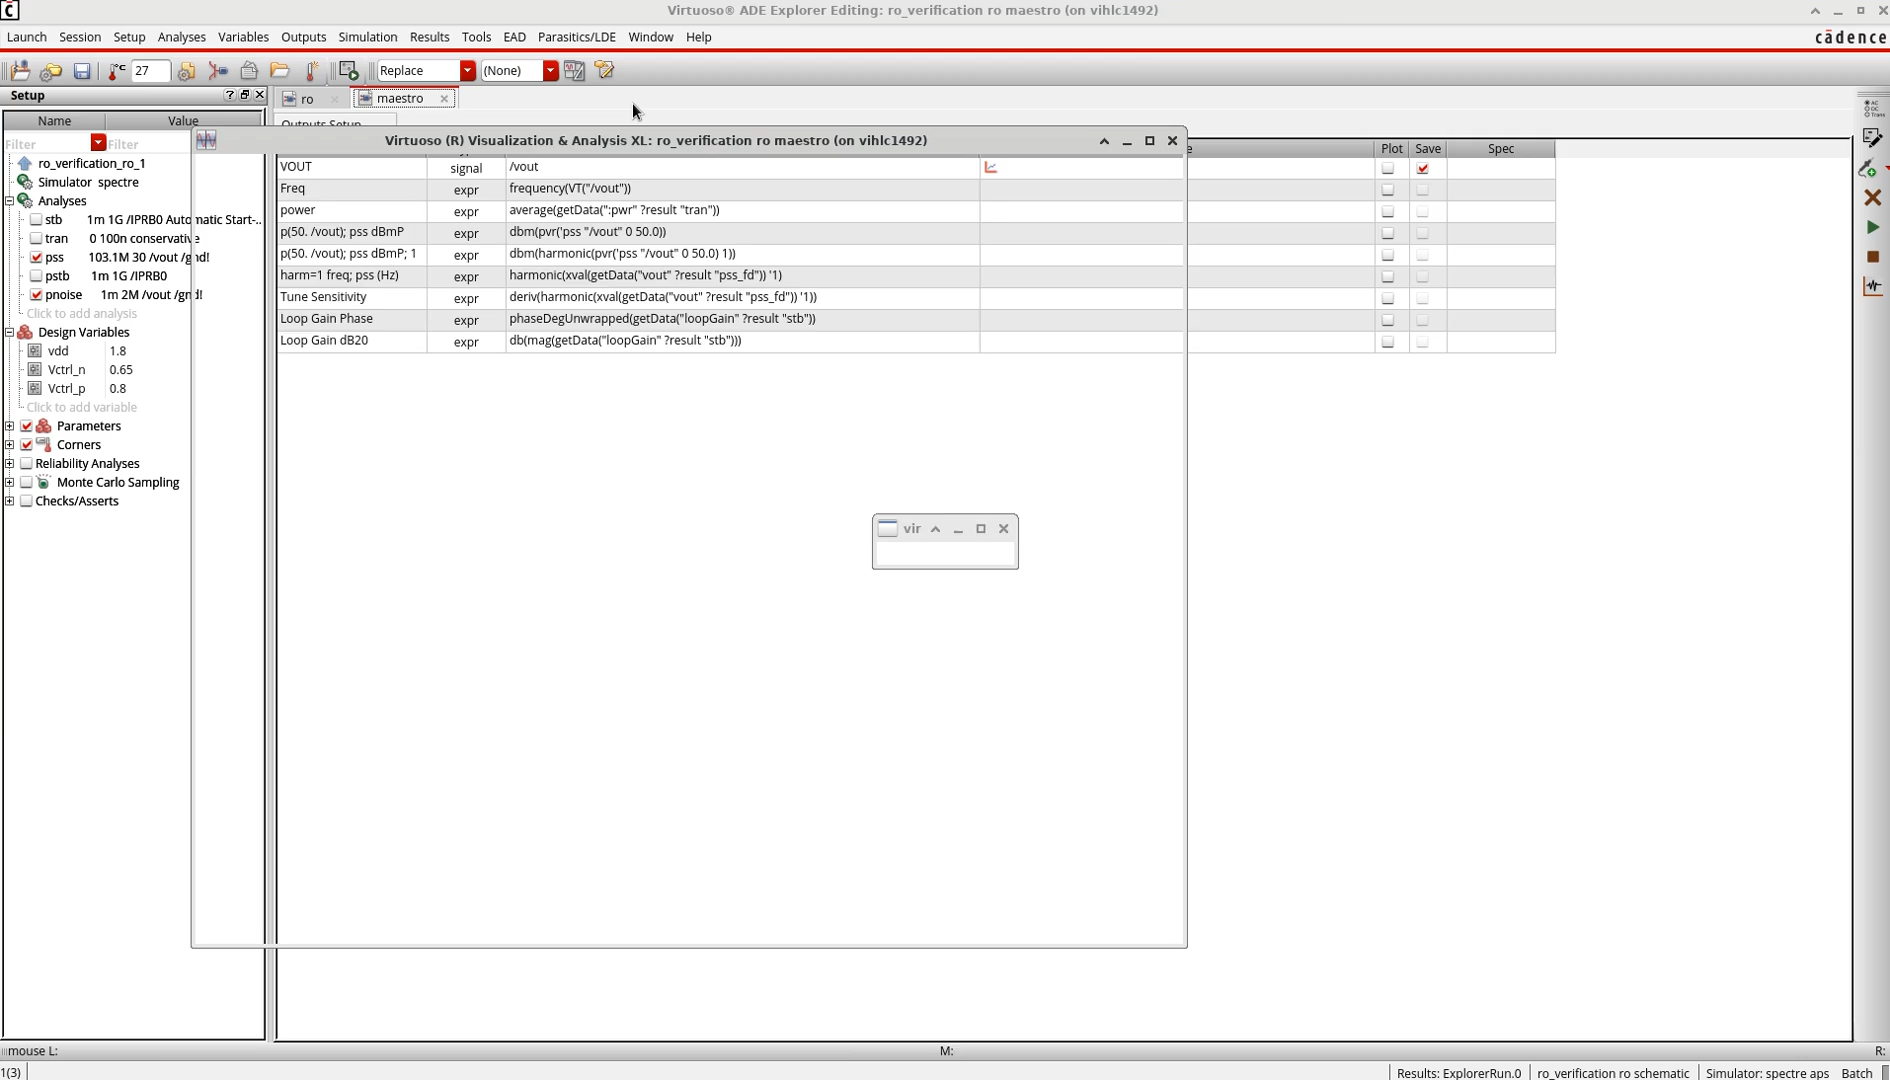 Virtuoso® ADE Explorer Editing: ro_verification ro maestro (on vihlc1492)
Launch Session Setup Analyses Variables Outputs Simulation Results Tools EAD Parasitics/LDE Window Help
cādence
27
Replace
(None)
Setup
ro
maestro
Outputs Setup
Name Value
Filter Filter
ro_verification_ro_1
Simulator spectre
Analyses
stb 1m 1G /IPRB0 Automatic Start-..
tran 0 100n conservative
pss 103.1M 30 /vout /gnd!
pstb 1m 1G /IPRB0
pnoise 1m 2M /vout /gnd!
Click to add analysis
Design Variables
vdd 1.8
Vctrl_n 0.65
Vctrl_p 0.8
Click to add variable
Parameters
Corners
Reliability Analyses
Monte Carlo Sampling
Checks/Asserts
Virtuoso (R) Visualization & Analysis XL: ro_verification ro maestro (on vihlc1492)
Plot Save Spec
VOUT signal /vout
Freq expr frequency(VT("/vout"))
power expr average(getData(":pwr" ?result "tran"))
p(50. /vout); pss dBmP expr dbm(pvr('pss "/vout" 0 50.0))
p(50. /vout); pss dBmP; 1 expr dbm(harmonic(pvr('pss "/vout" 0 50.0) 1))
harm=1 freq; pss (Hz) expr harmonic(xval(getData("vout" ?result "pss_fd")) '1)
Tune Sensitivity expr deriv(harmonic(xval(getData("vout" ?result "pss_fd")) '1))
Loop Gain Phase expr phaseDegUnwrapped(getData("loopGain" ?result "stb"))
Loop Gain dB20 expr db(mag(getData("loopGain" ?result "stb")))
vir
mouse L: M: R:
1(3)
Results: ExplorerRun.0 ro_verification ro schematic Simulator: spectre aps Batch